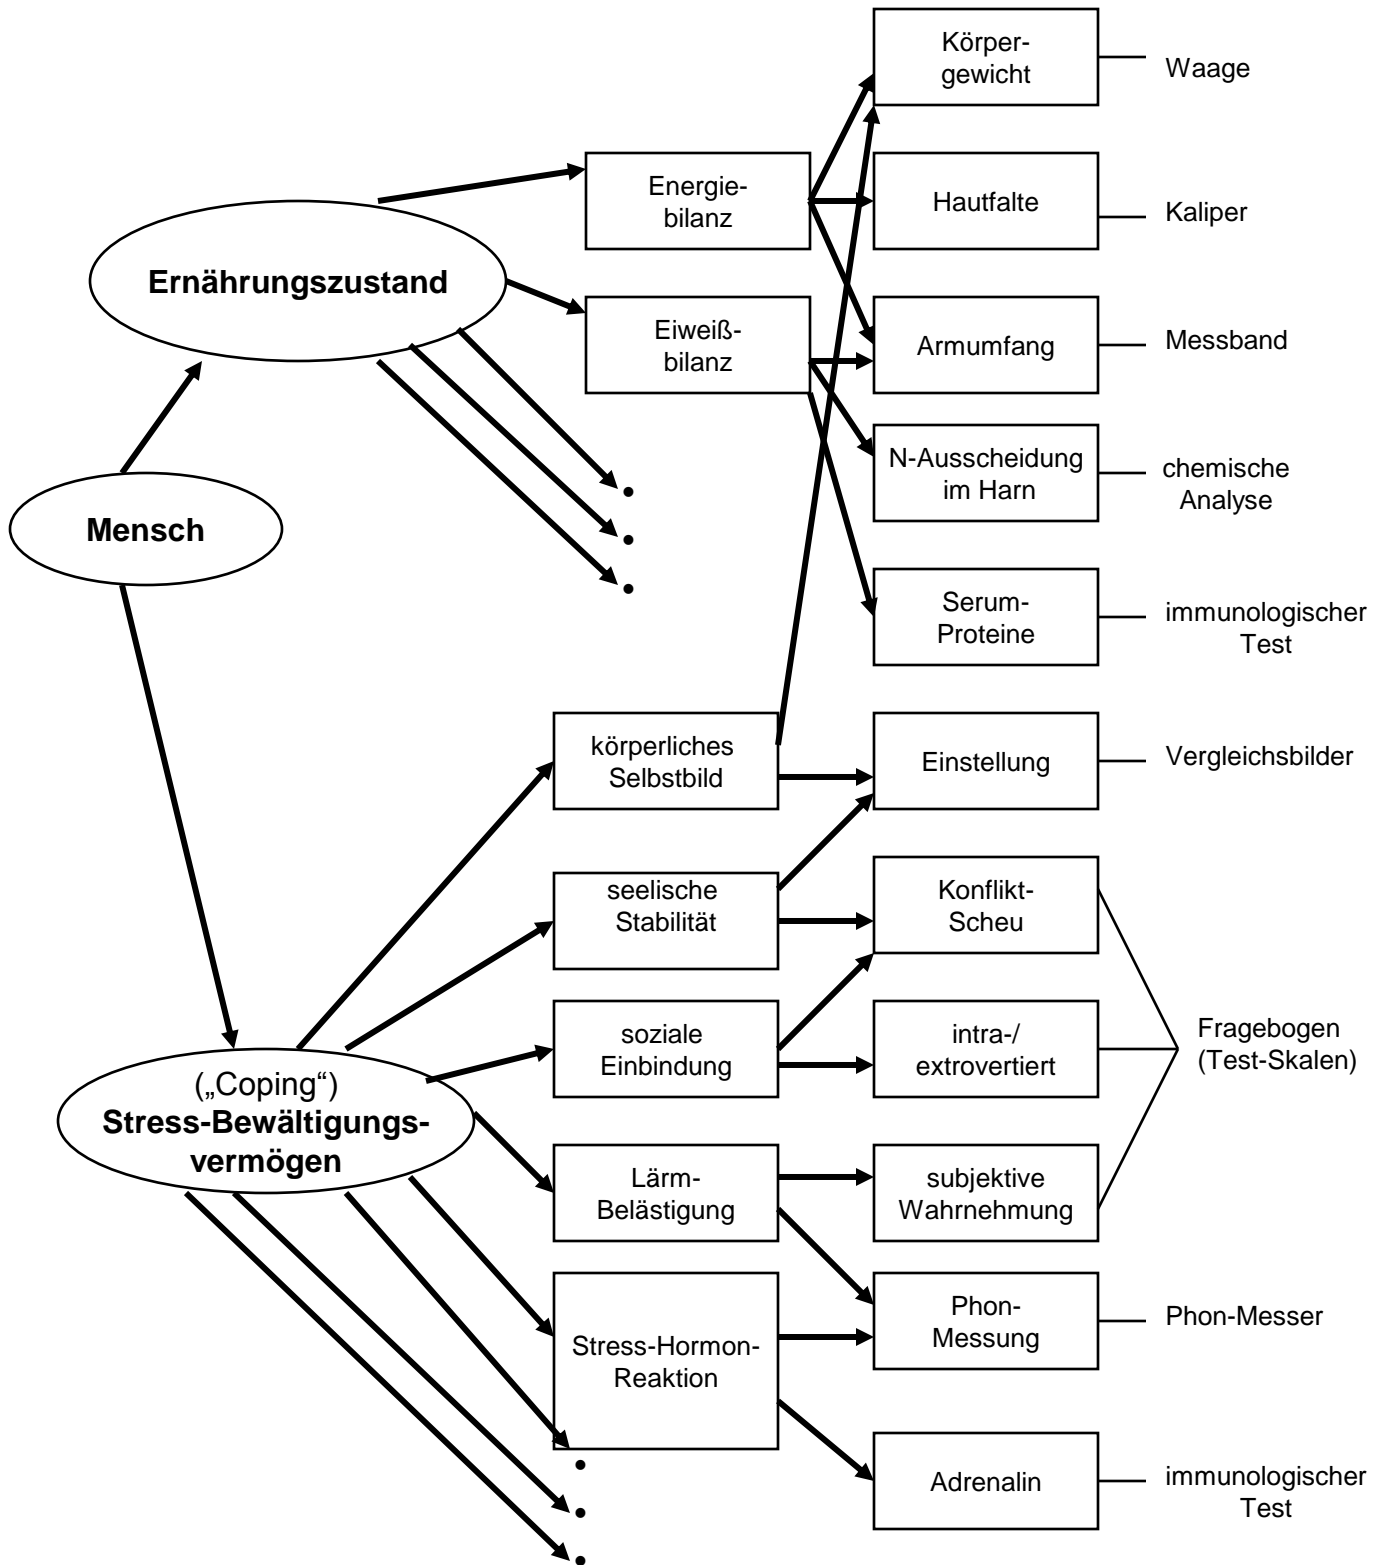 Körper-
gewicht
Waage
Energie-
bilanz
Hautfalte
Kaliper
Ernährungszustand
Eiweiß-
bilanz
Armumfang
Messband
N-Ausscheidung
im Harn
chemische
Analyse
Mensch
Serum-
Proteine
immunologischer
Test
körperliches
Selbstbild
Einstellung
Vergleichsbilder
seelische
Stabilität
Konflikt-
Scheu
soziale
Einbindung
intra-/
extrovertiert
Fragebogen
(Test-Skalen)
(„Coping“)
Stress-Bewältigungs-
vermögen
Lärm-
Belästigung
subjektive
Wahrnehmung
Stress-Hormon-
Reaktion
Phon-
Messung
Phon-Messer
Adrenalin
immunologischer
Test